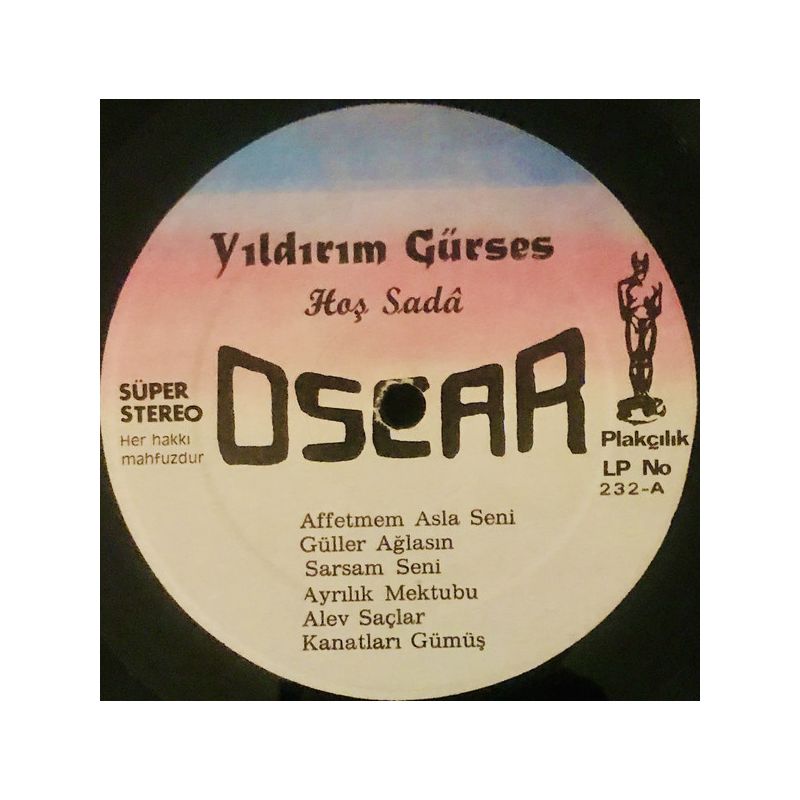 Yıldırım Gürses
Hoş Sadâ
OSCAR
SÜPER
STEREO
Her hakkı
mahfuzdur
Plakçılık
LP No
232-A
Affetmem Asla Seni
Güller Ağlasın
Sarsam Seni
Ayrılık Mektubu
Alev Saçlar
Kanatları Gümüş